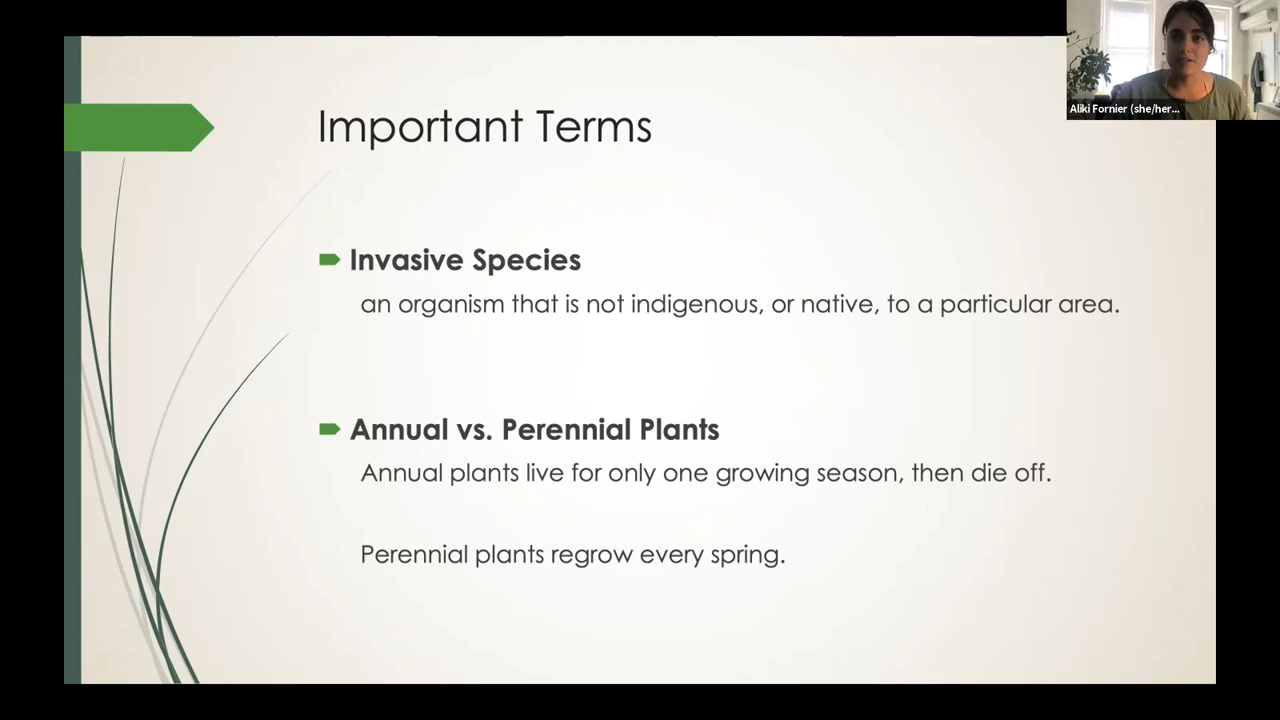 Important Terms
Invasive Species
an organism that is not indigenous, or native, to a particular area.
Annual vs. Perennial Plants
Annual plants live for only one growing season, then die off.
Perennial plants regrow every spring.
Aliki Fornier (she/her...